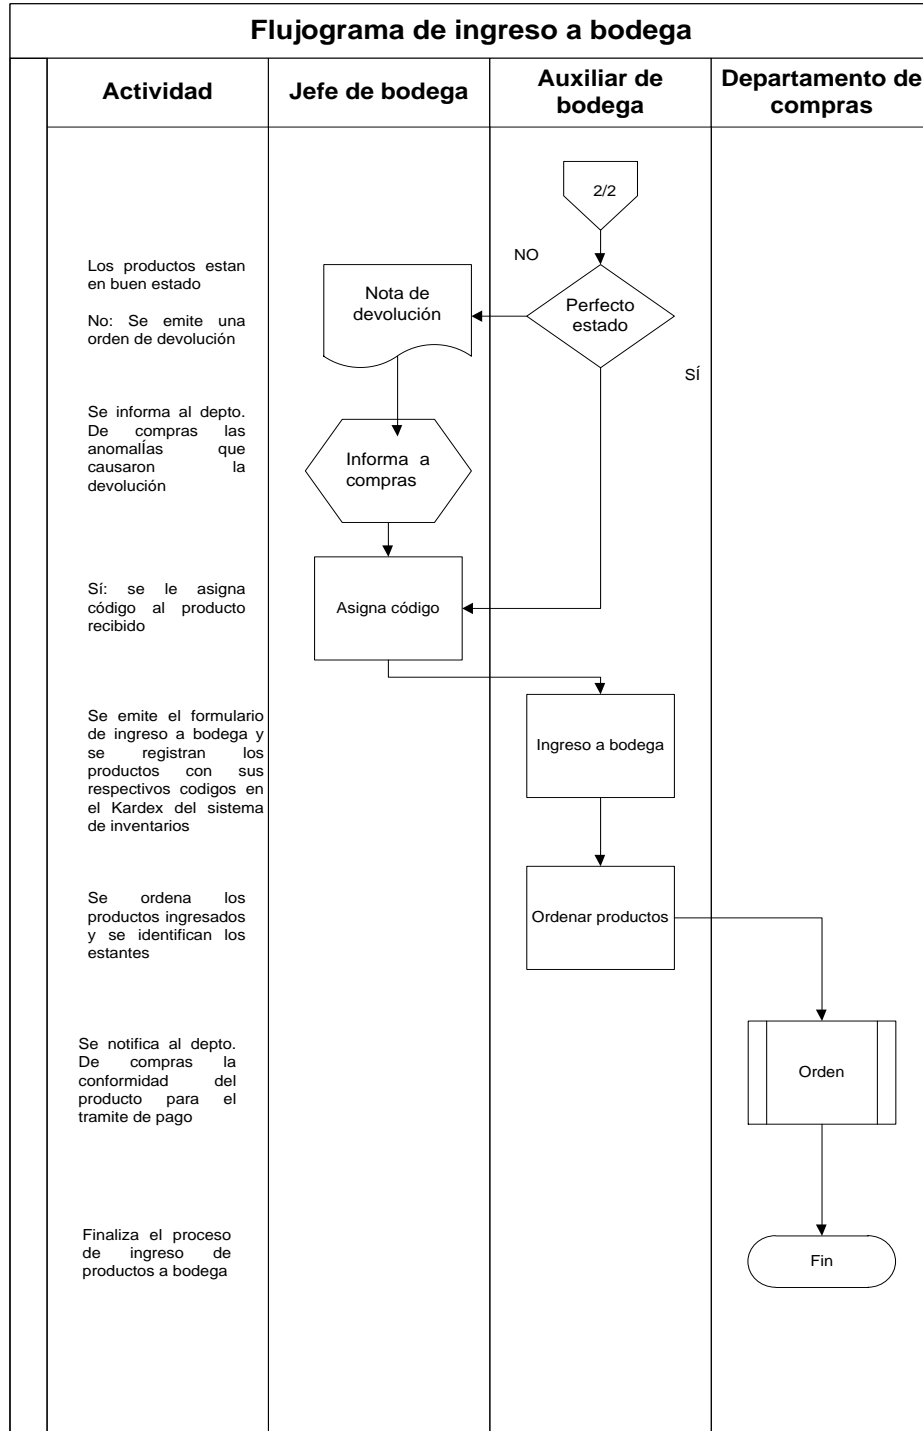 Flujograma de ingreso a bodega
Actividad
Jefe de bodega
Auxiliar de
bodega
Departamento de
compras
2/2
NO
Los productos estan
en buen estado
No: Se emite una
orden de devolución
Nota de
devolución
Perfecto
estado
SÍ
Se informa al depto.
De compras las
anomalÍas que
causaron la
devolución
Informa a
compras
Sí: se le asigna
código al producto
recibido
Asigna código
Se emite el formulario
de ingreso a bodega y
se registran los
productos con sus
respectivos codigos en
el Kardex del sistema
de inventarios
Ingreso a bodega
Se ordena los
productos ingresados
y se identifican los
estantes
Ordenar productos
Se notifica al depto.
De compras la
conformidad del
producto para el
tramite de pago
Orden
Finaliza el proceso
de ingreso de
productos a bodega
Fin